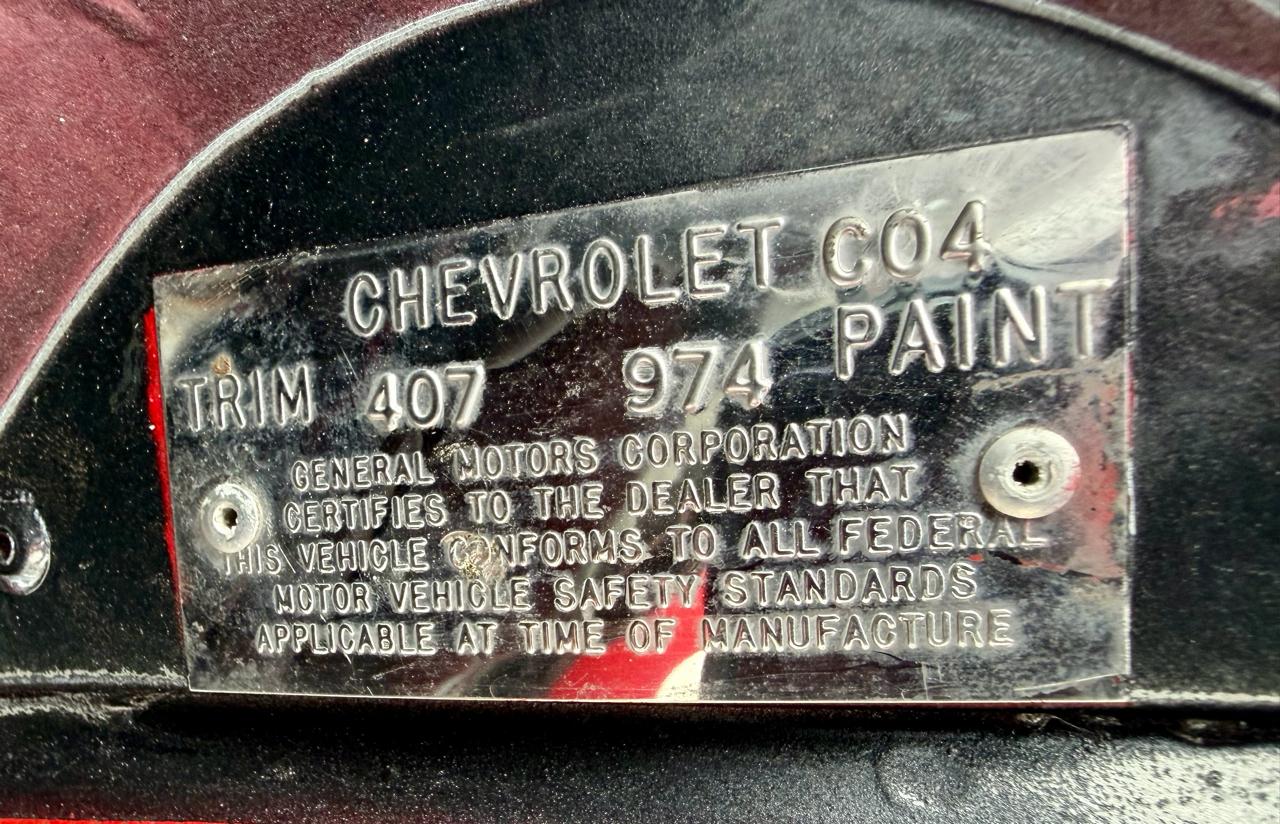 CHEVROLET C04
TRIM 407 974 PAINT
GENERAL MOTORS CORPORATION
CERTIFIES TO THE DEALER THAT
THIS VEHICLE CONFORMS TO ALL FEDERAL
MOTOR VEHICLE SAFETY STANDARDS
APPLICABLE AT TIME OF MANUFACTURE